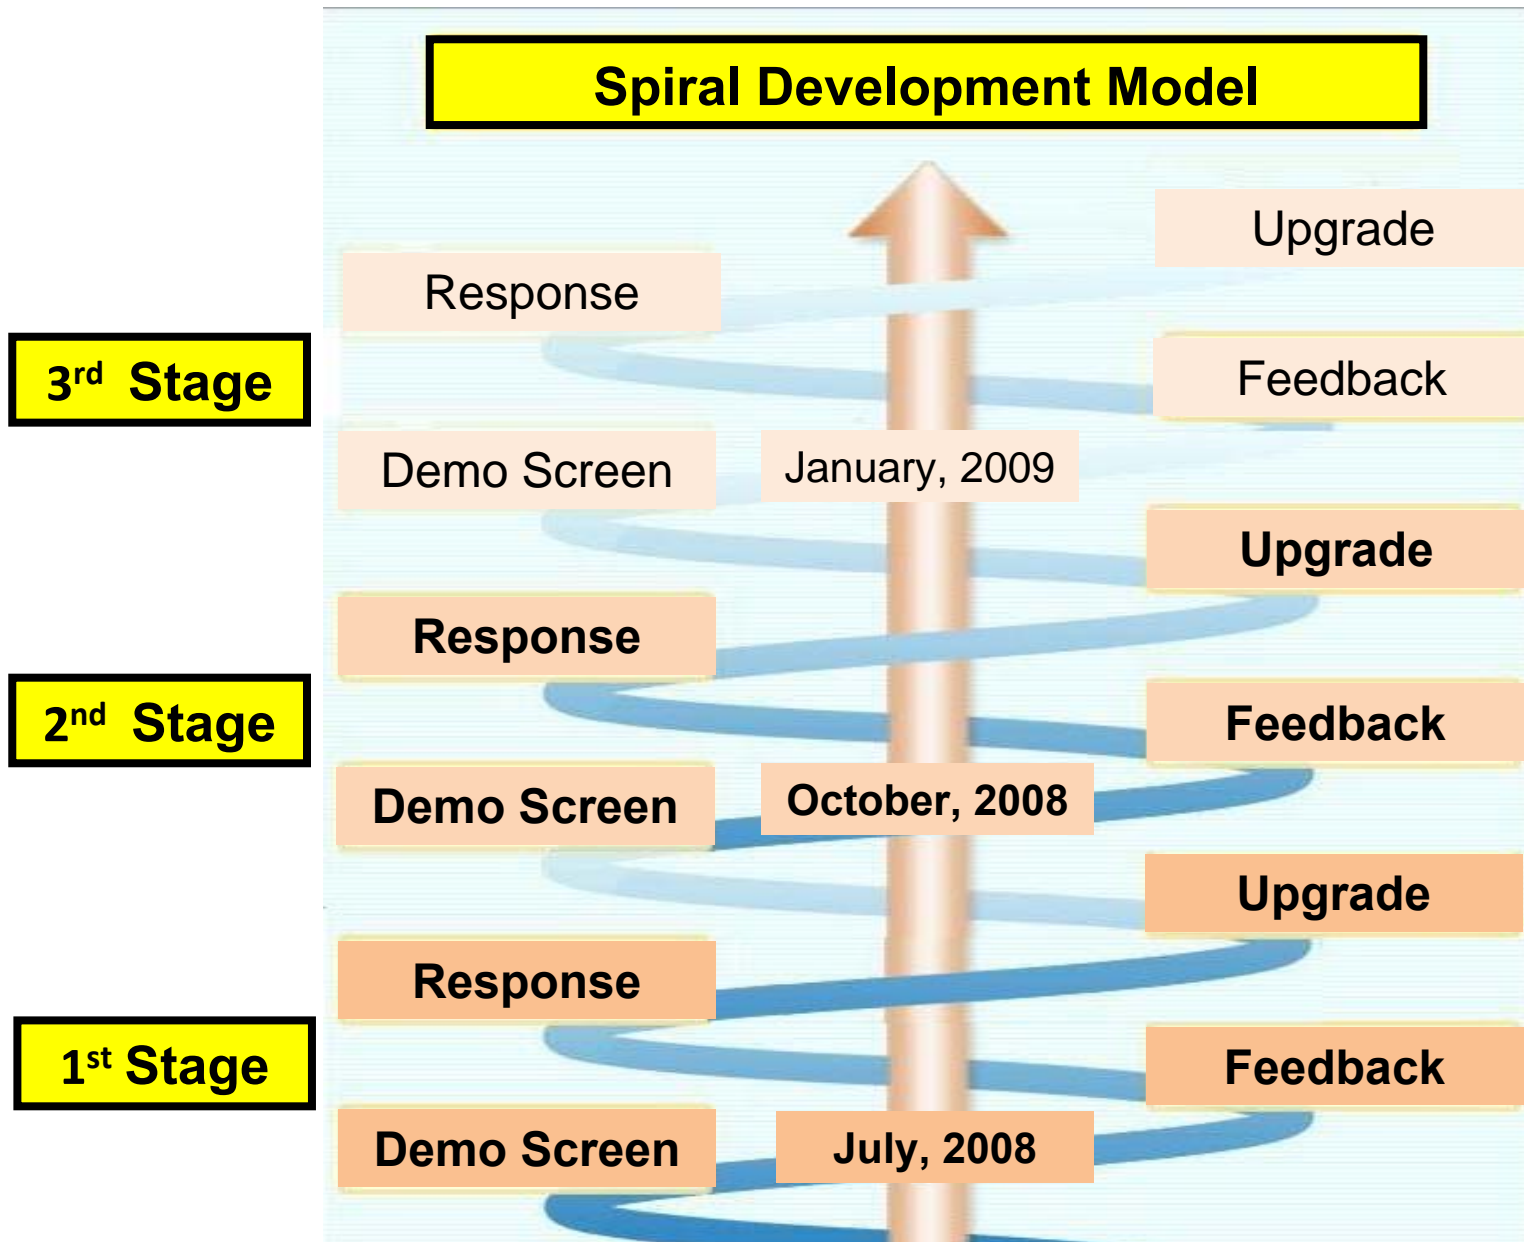 Spiral Development Model
Upgrade
Response
3rd Stage
Feedback
Demo Screen
January, 2009
Upgrade
Response
2nd Stage
Feedback
Demo Screen
October, 2008
Upgrade
Response
1st Stage
Feedback
Demo Screen
July, 2008